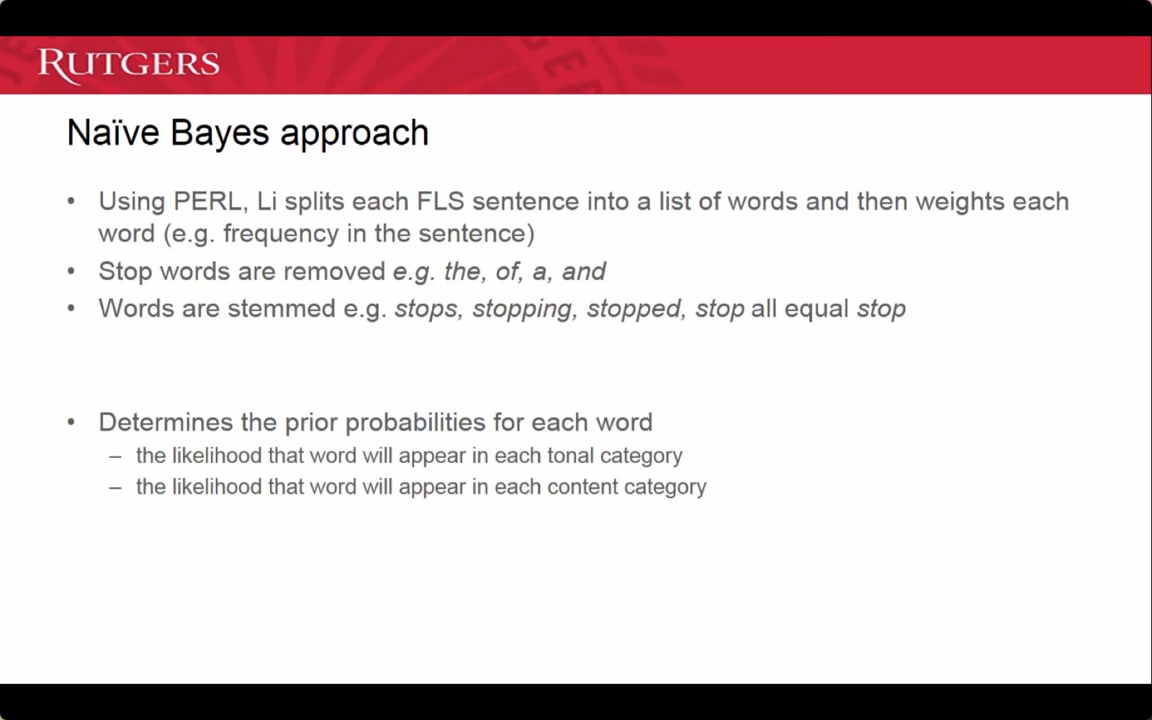 RUTGERS
Naïve Bayes approach
• Using PERL, Li splits each FLS sentence into a list of words and then weights each
word (e.g. frequency in the sentence)
• Stop words are removed e.g. the, of, a, and
• Words are stemmed e.g. stops, stopping, stopped, stop all equal stop
• Determines the prior probabilities for each word
– the likelihood that word will appear in each tonal category
– the likelihood that word will appear in each content category